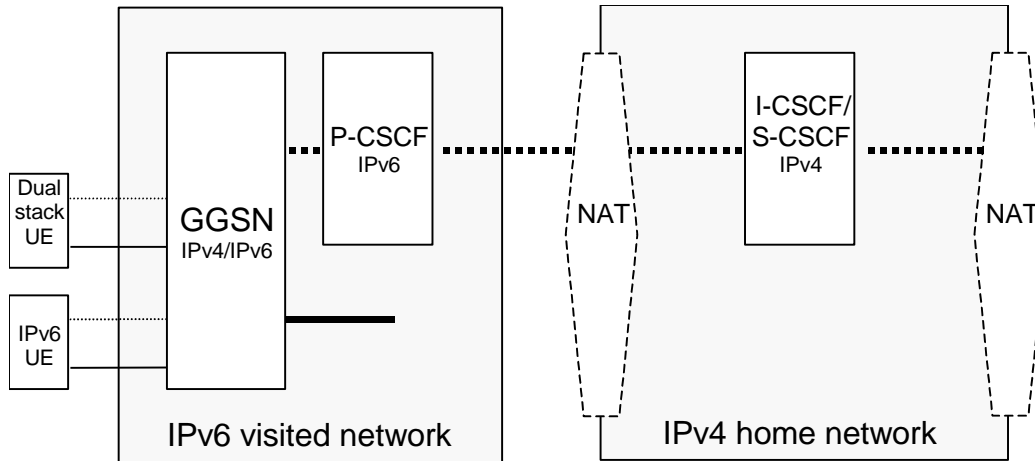 Dual
stack
UE
IPv6
UE
GGSN
IPv4/IPv6
P-CSCF
IPv6
IPv6 visited network
NAT
I-CSCF/
S-CSCF
IPv4
IPv4 home network
NAT